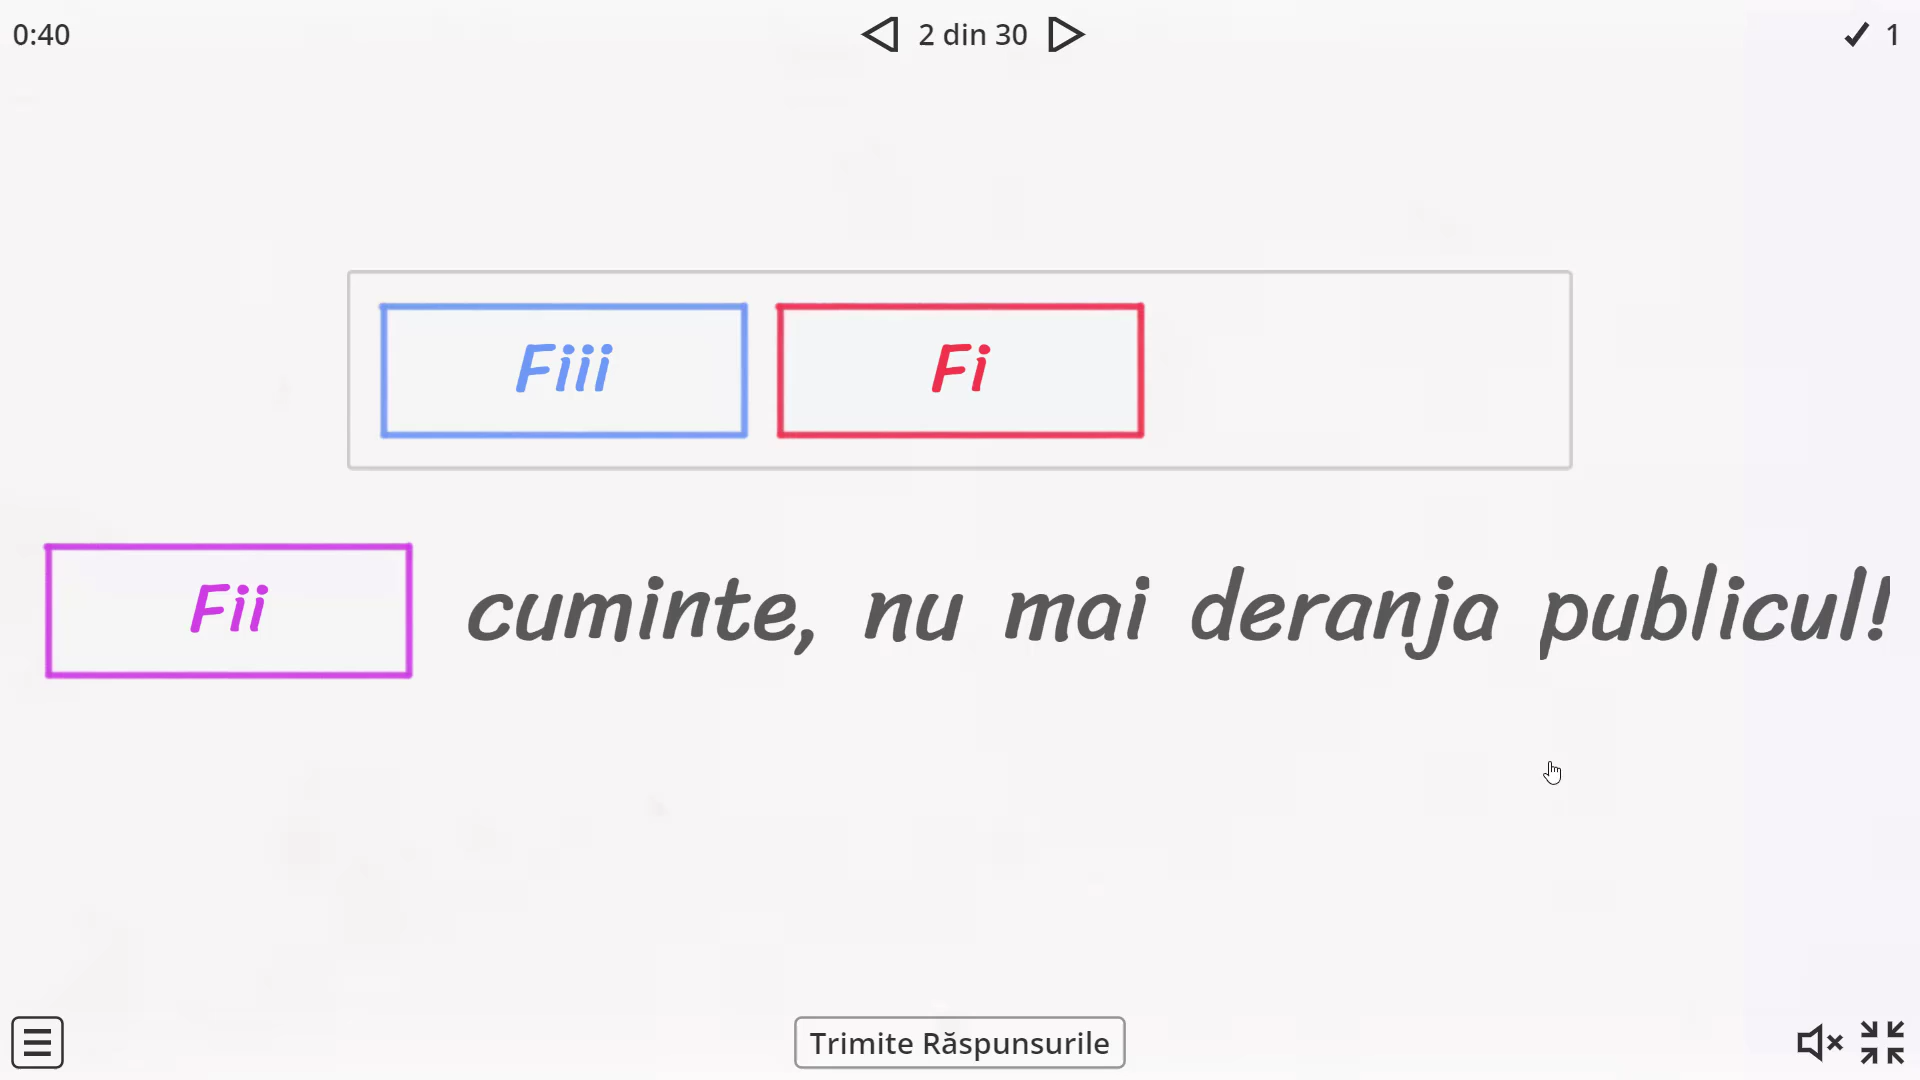 0:40
2 din 30
1
Fiii
Fi
Fii cuminte, nu mai deranja publicul!
Trimite Răspunsurile